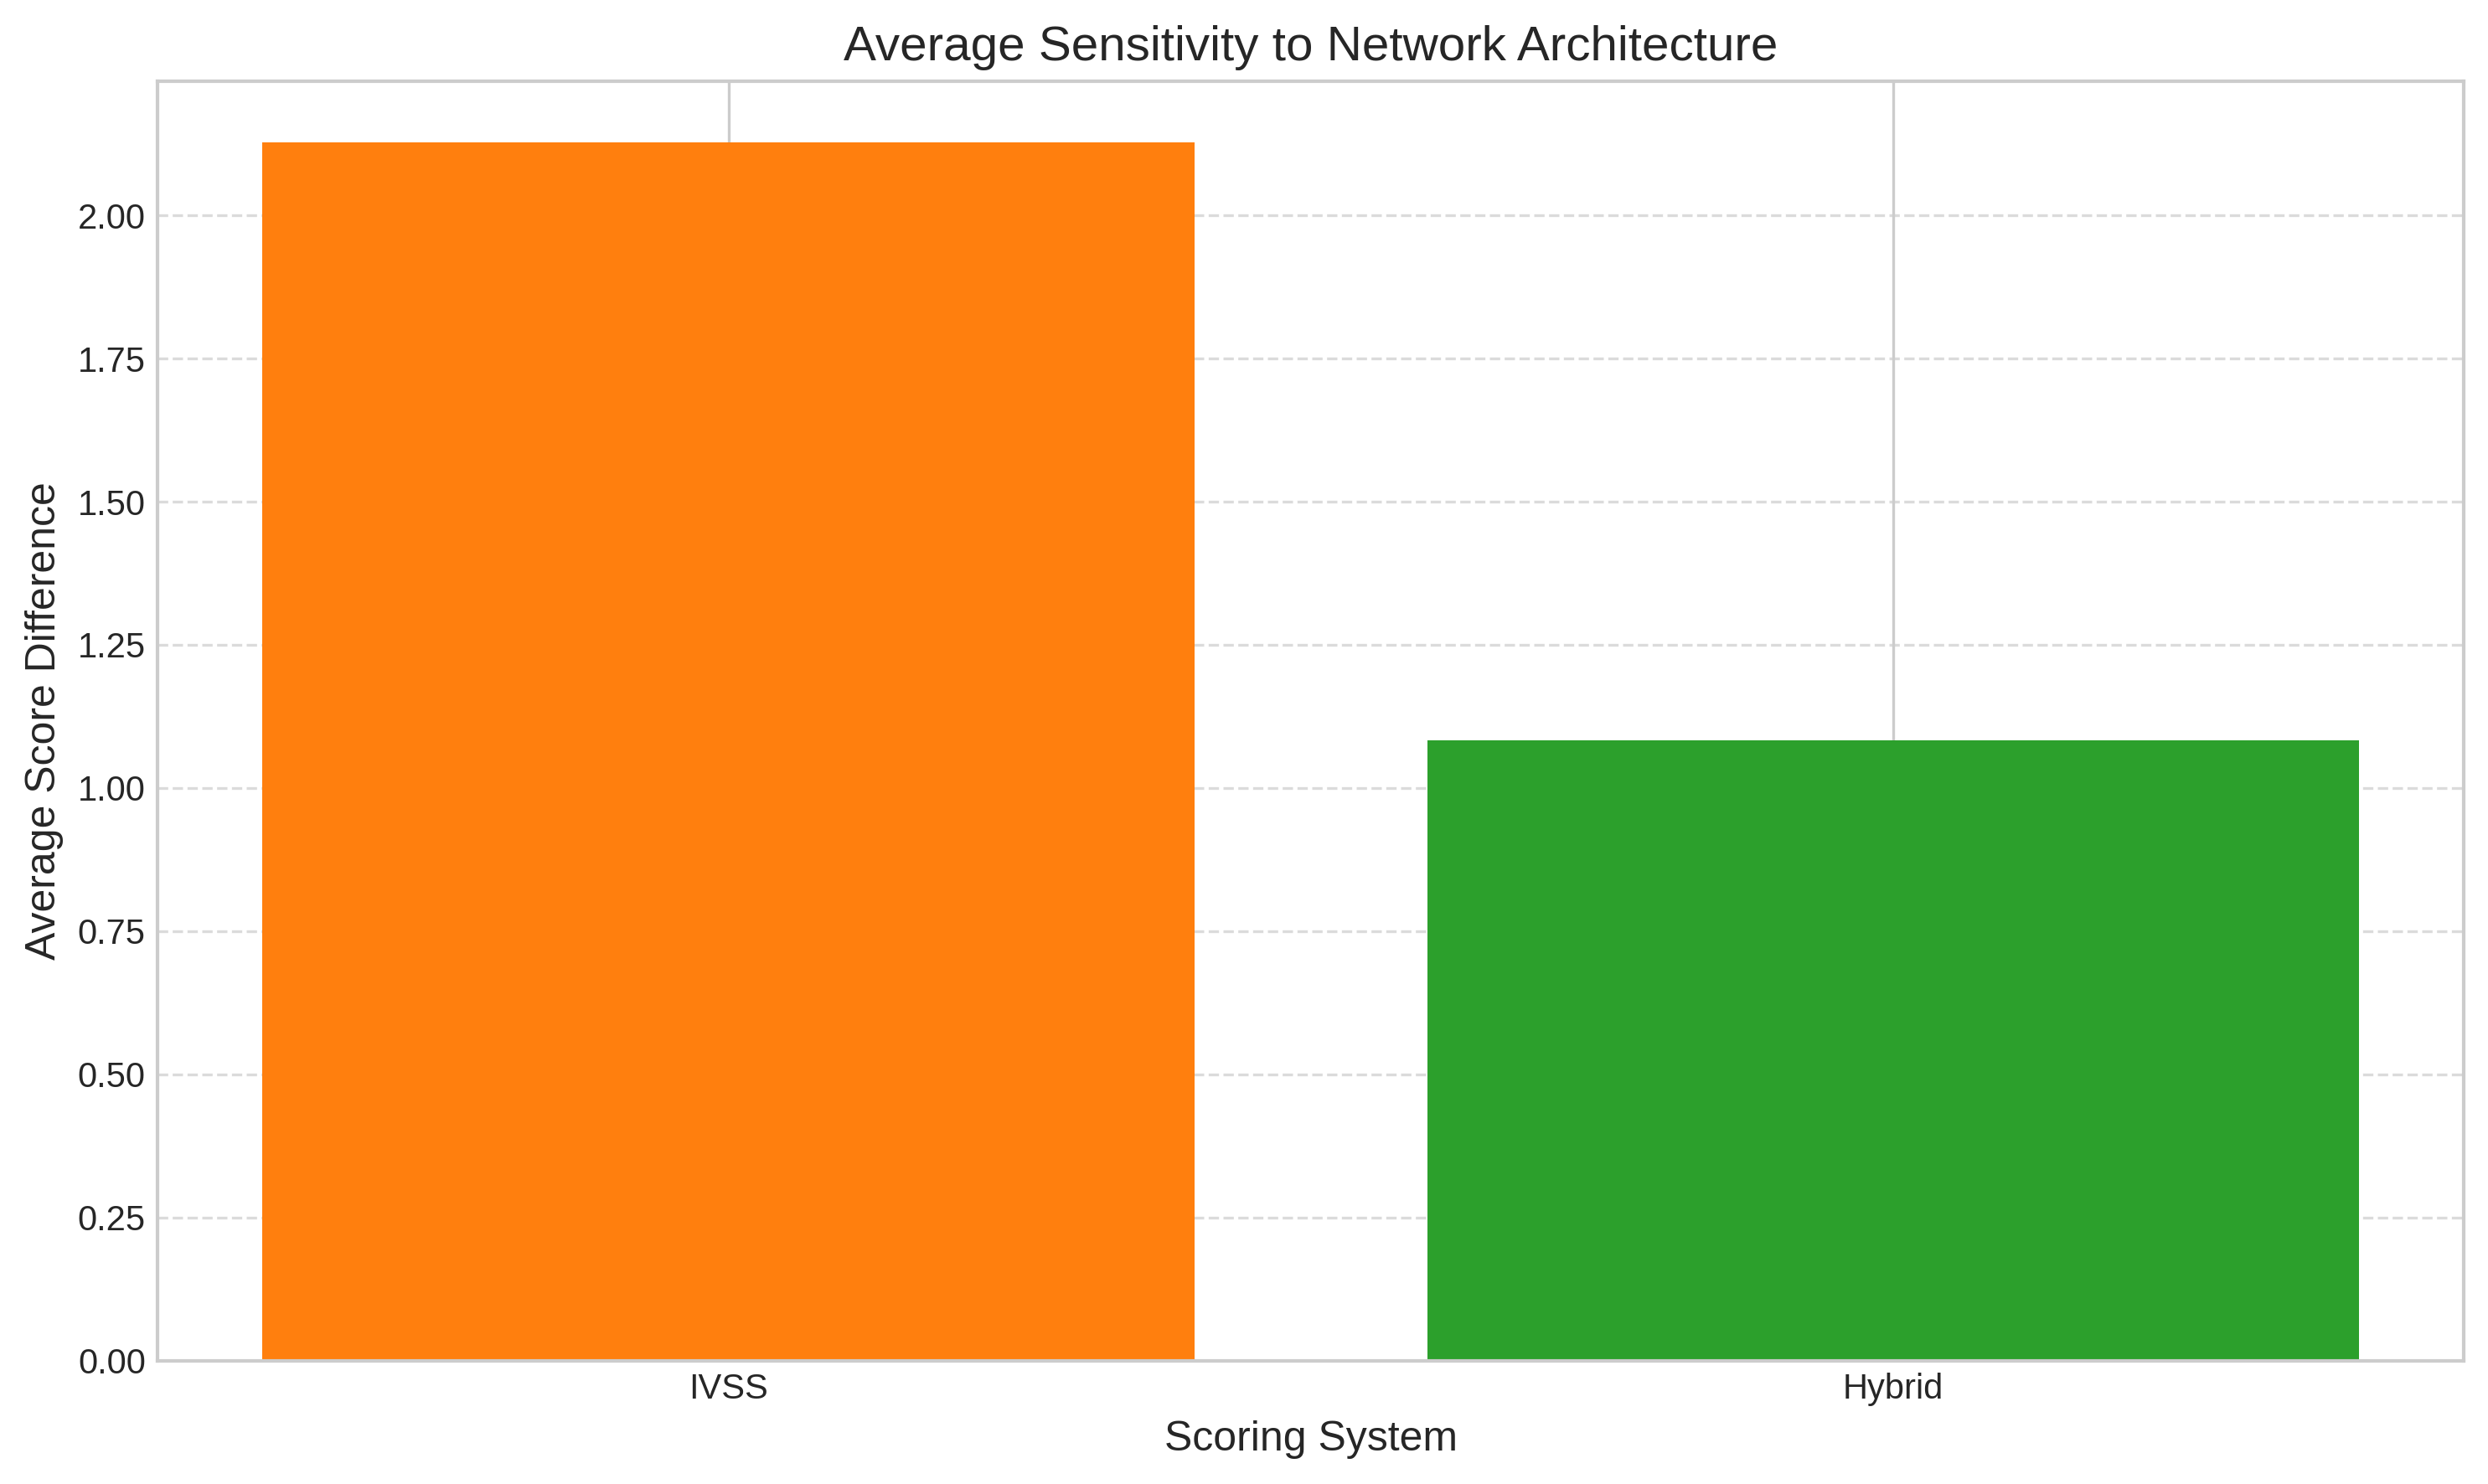 Average Sensitivity to Network Architecture
Average Score Difference
2.00
1.75
1.50
1.25
1.00
0.75
0.50
0.25
0.00
IVSS
Hybrid
Scoring System